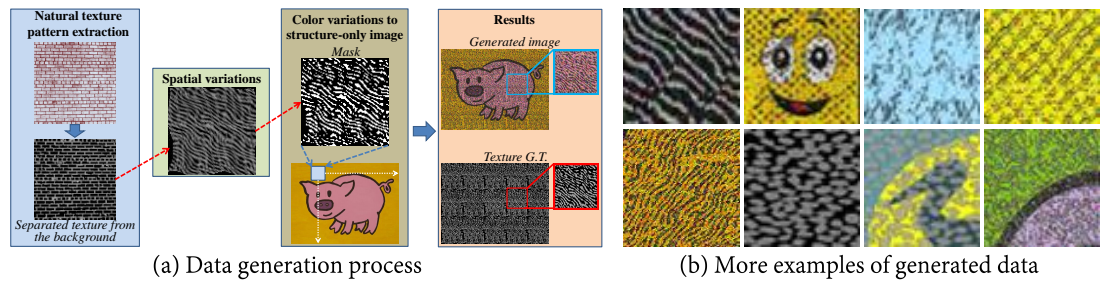 Natural texture
pattern extraction
Separated texture from
the background
Spatial variations
Color variations to
structure-only image
Mask
Results
Generated image
Texture G.T.
(a) Data generation process
(b) More examples of generated data